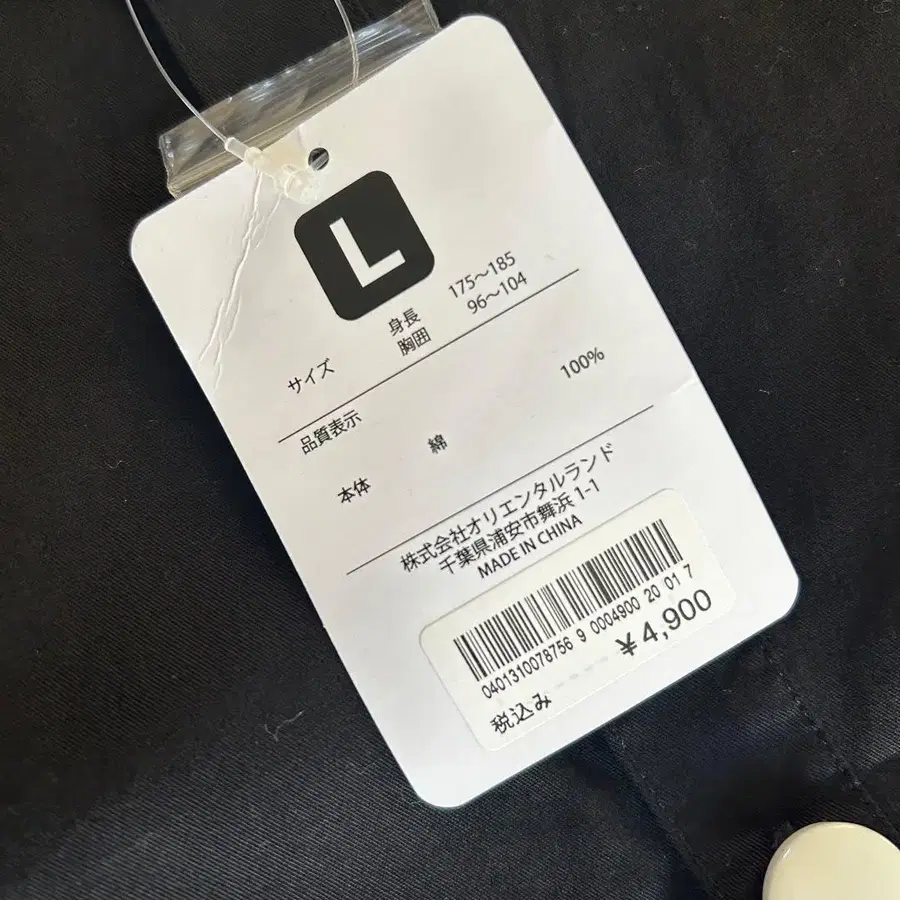 L
サイズ 身長 175～185
胸囲 96～104
品質表示
本体 綿 100%
株式会社オリエンタルランド
千葉県浦安市舞浜 1-1
MADE IN CHINA
0401310078756 9 0004900 20 01 7
税込み ¥4,900